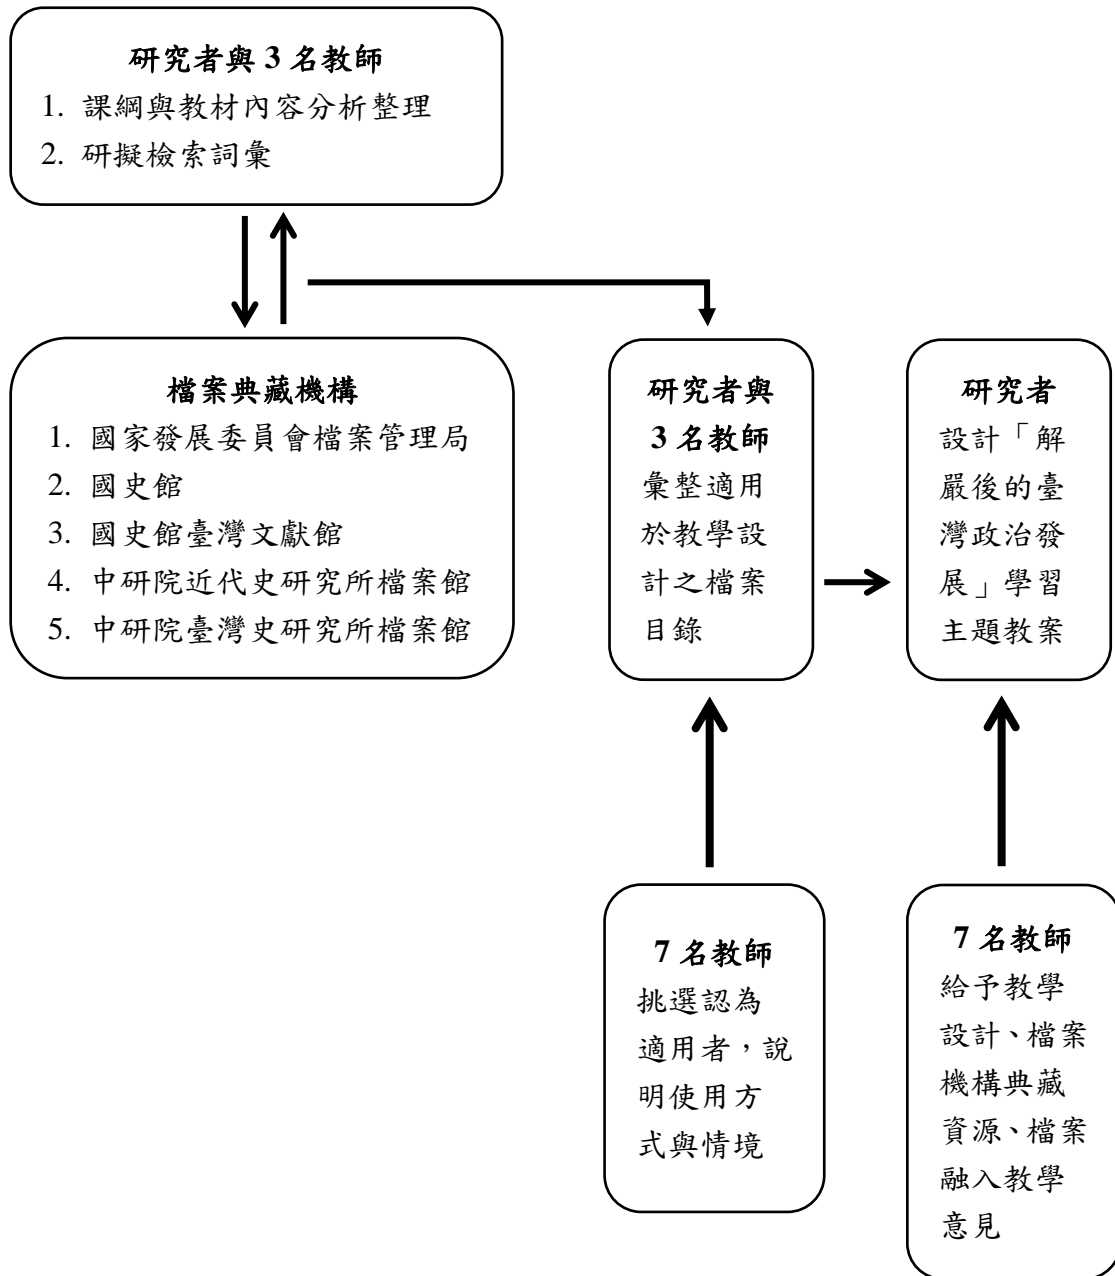 研究者與 3 名教師
1. 課綱與教材內容分析整理
2. 研擬檢索詞彙
檔案典藏機構
1. 國家發展委員會檔案管理局
2. 國史館
3. 國史館臺灣文獻館
4. 中研院近代史研究所檔案館
5. 中研院臺灣史研究所檔案館
研究者與
3 名教師
彙整適用
於教學設
計之檔案
目錄
研究者
設計「解
嚴後的臺
灣政治發
展」學習
主題教案
7 名教師
挑選認為
適用者，說
明使用方
式與情境
7 名教師
給予教學
設計、檔案
機構典藏
資源、檔案
融入教學
意見